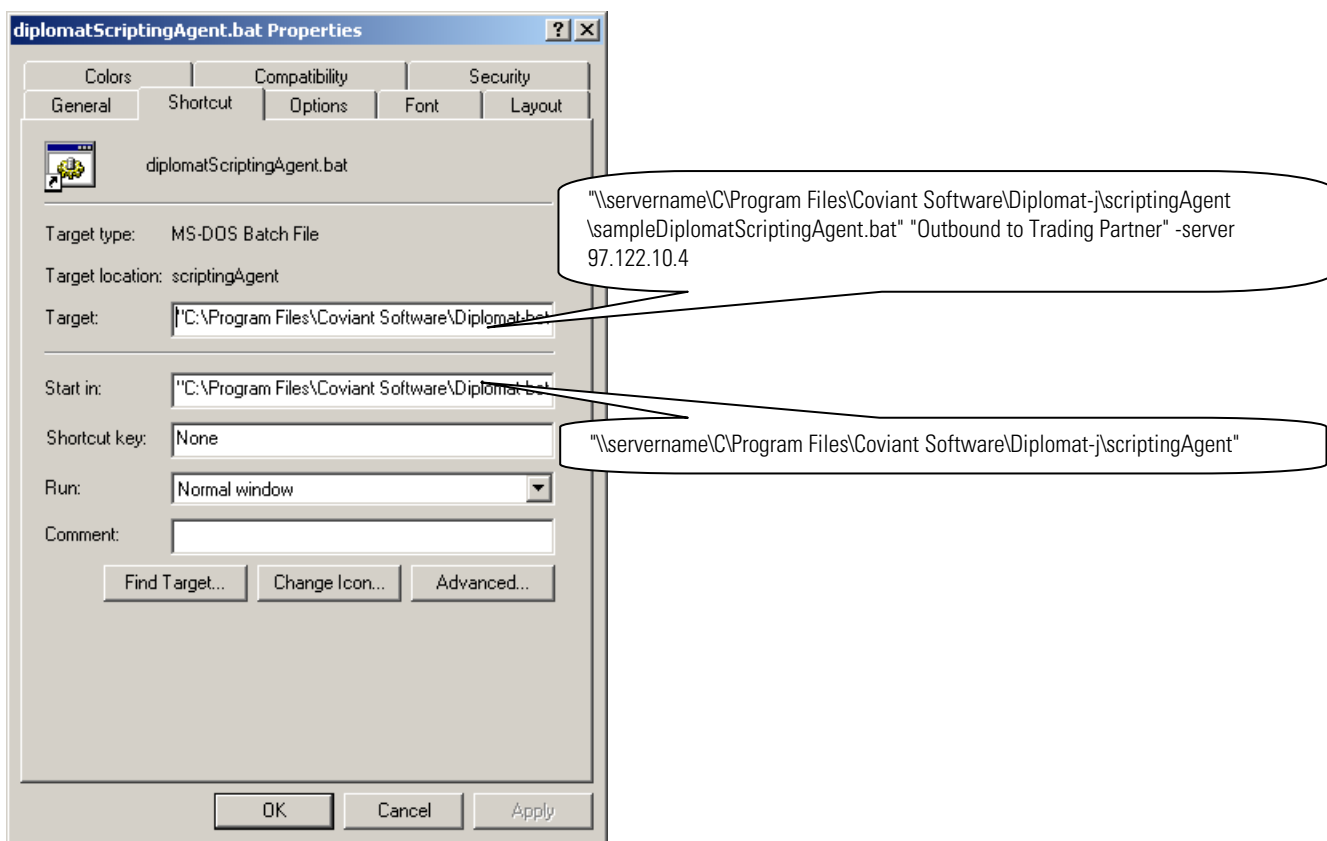 diplomatScriptingAgent.bat Properties
Colors Compatibility Security
General Shortcut Options Font Layout
diplomatScriptingAgent.bat
Target type: MS-DOS Batch File
Target location: scriptingAgent
Target: "C:\Program Files\Coviant Software\Diplomat-bat
Start in: "C:\Program Files\Coviant Software\Diplomat-bat
Shortcut key: None
Run: Normal window
Comment:
Find Target... Change Icon... Advanced...
OK Cancel Apply
"\\servername\C\Program Files\Coviant Software\Diplomat-j\scriptingAgent
\sampleDiplomatScriptingAgent.bat" "Outbound to Trading Partner" -server
97.122.10.4
"\\servername\C\Program Files\Coviant Software\Diplomat-j\scriptingAgent"